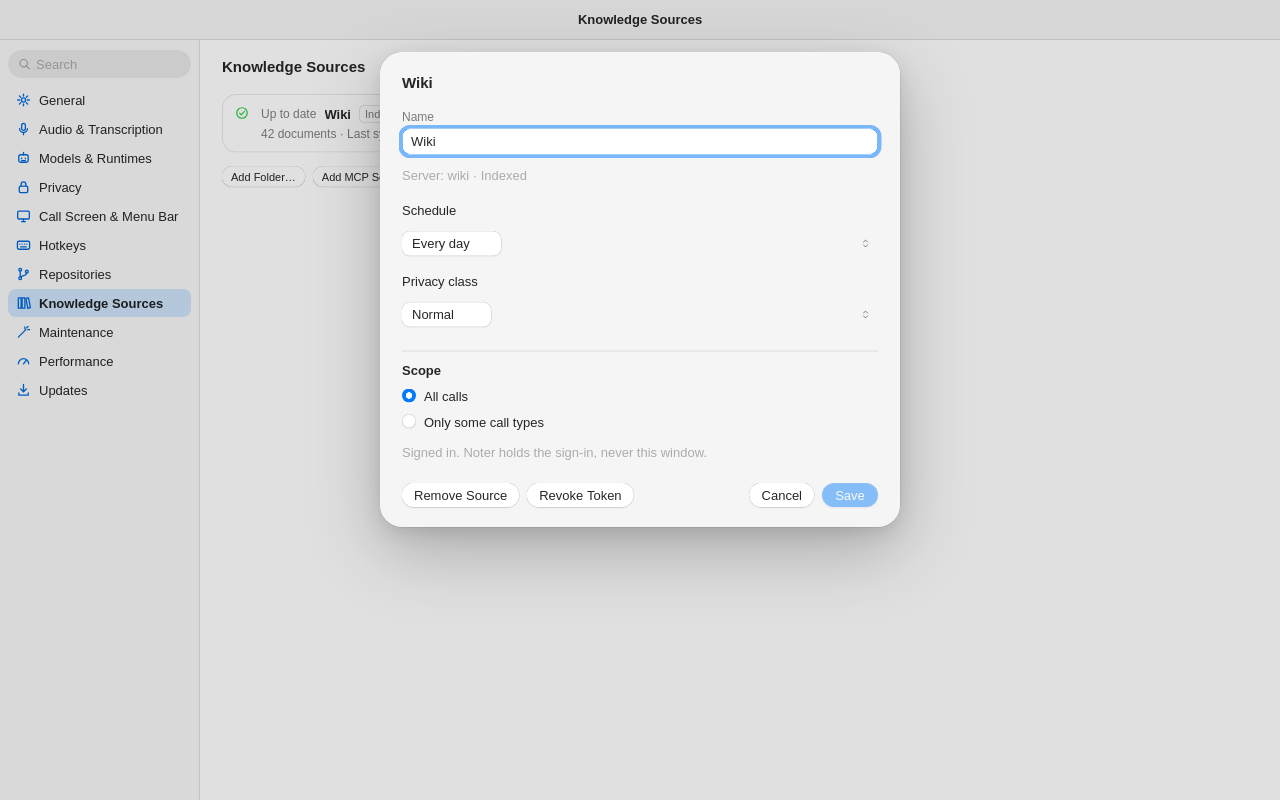 Knowledge Sources
Search
General
Audio & Transcription
Models & Runtimes
Privacy
Call Screen & Menu Bar
Hotkeys
Repositories
Knowledge Sources
Maintenance
Performance
Updates
Knowledge Sources
Up to date Wiki
42 documents · Last
Add Folder…
Add MCP
Wiki
Name
Wiki
Server: wiki · Indexed
Schedule
Every day
Privacy class
Normal
Scope
All calls
Only some call types
Signed in. Noter holds the sign-in, never this window.
Remove Source Revoke Token Cancel Save